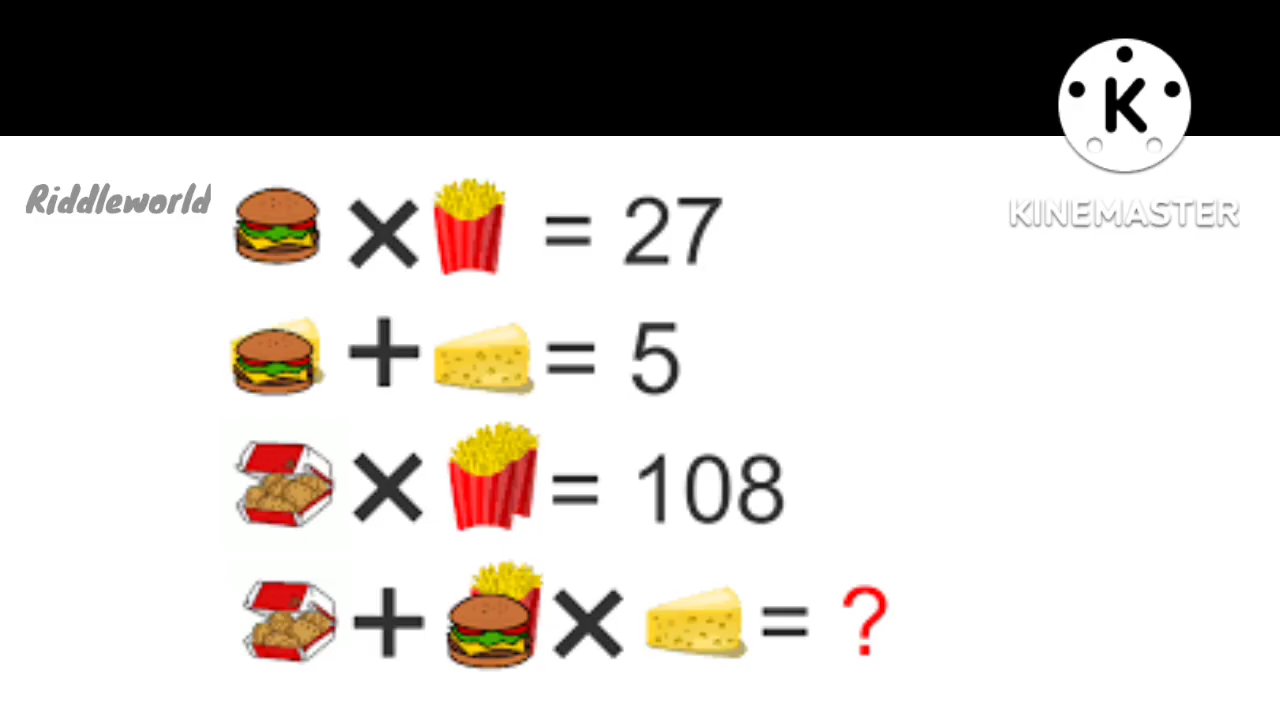 K
KINEMASTER
Riddleworld
× = 27
+ = 5
× = 108
+ × = ?